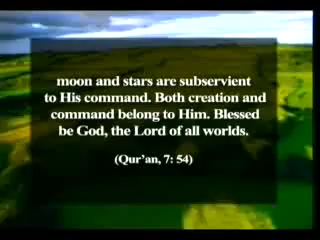 moon and stars are subservient
to His command. Both creation and
command belong to Him. Blessed
be God, the Lord of all worlds.
(Qur'an, 7: 54)